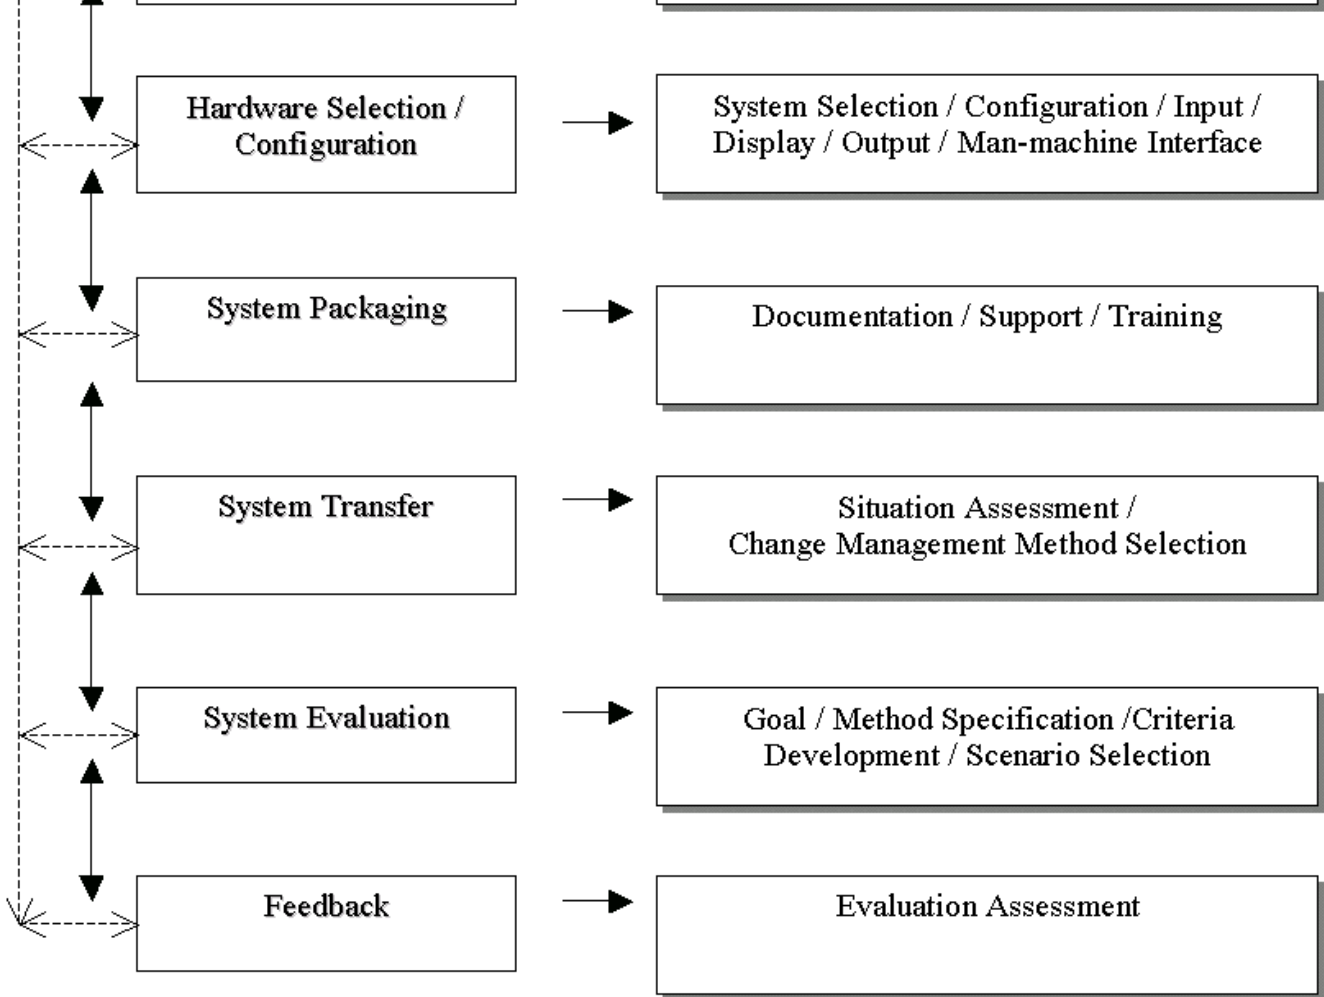 Hardware Selection /
Configuration
System Selection / Configuration / Input /
Display / Output / Man-machine Interface
System Packaging
Documentation / Support / Training
System Transfer
Situation Assessment /
Change Management Method Selection
System Evaluation
Goal / Method Specification /Criteria
Development / Scenario Selection
Feedback
Evaluation Assessment